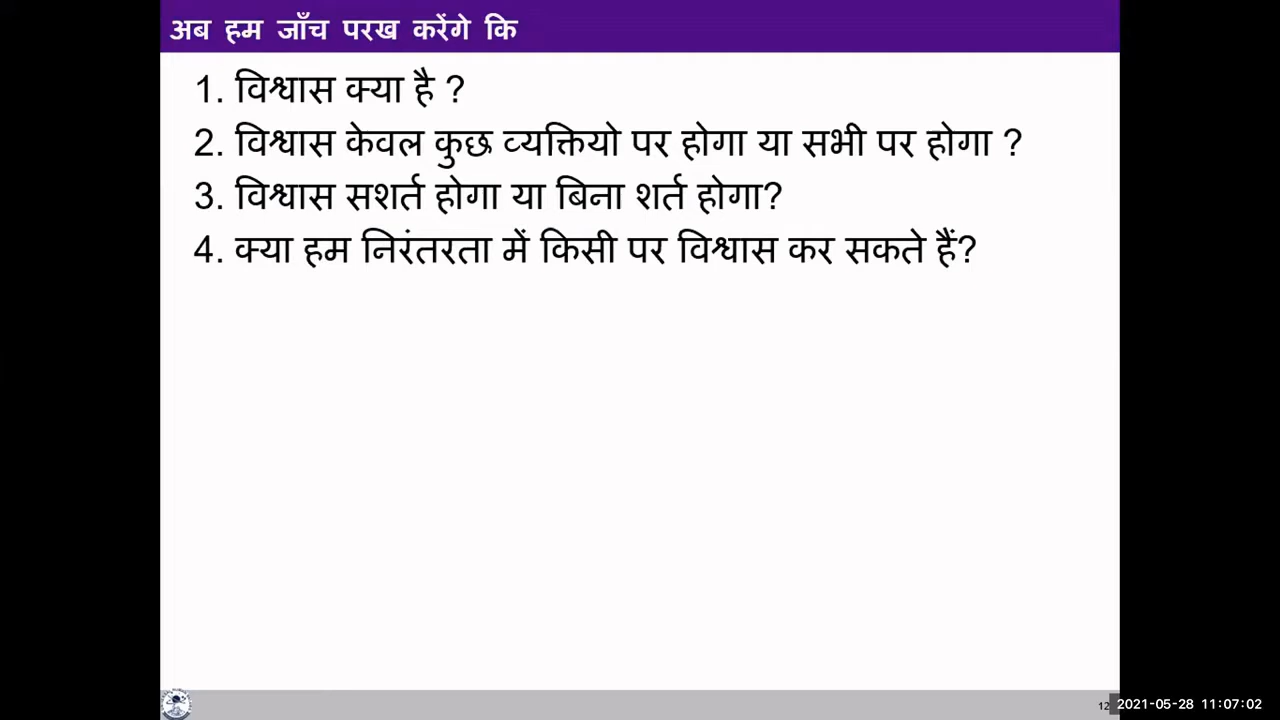 अब हम जाँच परख करेंगे कि
1. विश्वास क्या है ?
2. विश्वास केवल कुछ व्यक्तियो पर होगा या सभी पर होगा ?
3. विश्वास सशर्त होगा या बिना शर्त होगा?
4. क्या हम निरंतरता में किसी पर विश्वास कर सकते हैं?
12
2021-05-28 11:07:02